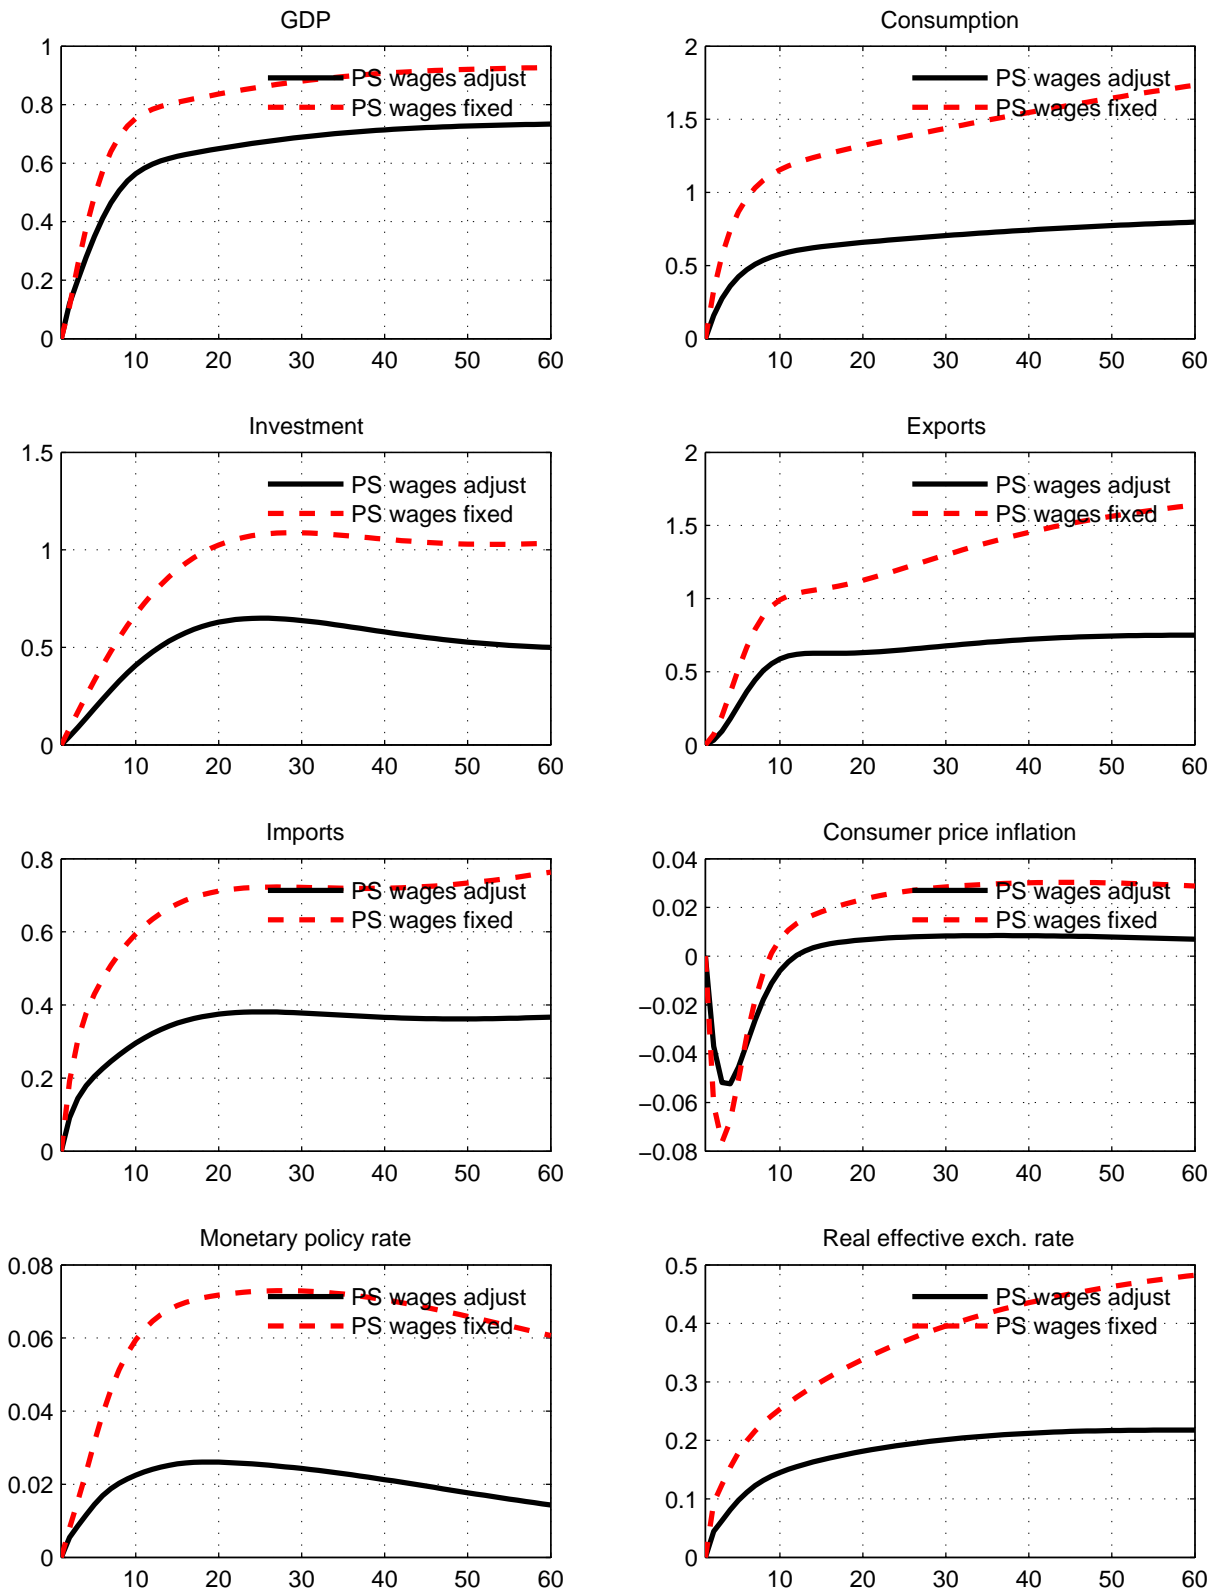 GDP
1
0.8
0.6
0.4
0.2
0
PS wages adjust
PS wages fixed
10 20 30 40 50 60
Consumption
2
1.5
1
0.5
0
PS wages adjust
PS wages fixed
10 20 30 40 50 60
Investment
1.5
1
0.5
0
PS wages adjust
PS wages fixed
10 20 30 40 50 60
Exports
2
1.5
1
0.5
0
PS wages adjust
PS wages fixed
10 20 30 40 50 60
Imports
0.8
0.6
0.4
0.2
0
PS wages adjust
PS wages fixed
10 20 30 40 50 60
Consumer price inflation
0.04
0.02
0
−0.02
−0.04
−0.06
−0.08
PS wages adjust
PS wages fixed
10 20 30 40 50 60
Monetary policy rate
0.08
0.06
0.04
0.02
0
PS wages adjust
PS wages fixed
10 20 30 40 50 60
Real effective exch. rate
0.5
0.4
0.3
0.2
0.1
0
PS wages adjust
PS wages fixed
10 20 30 40 50 60